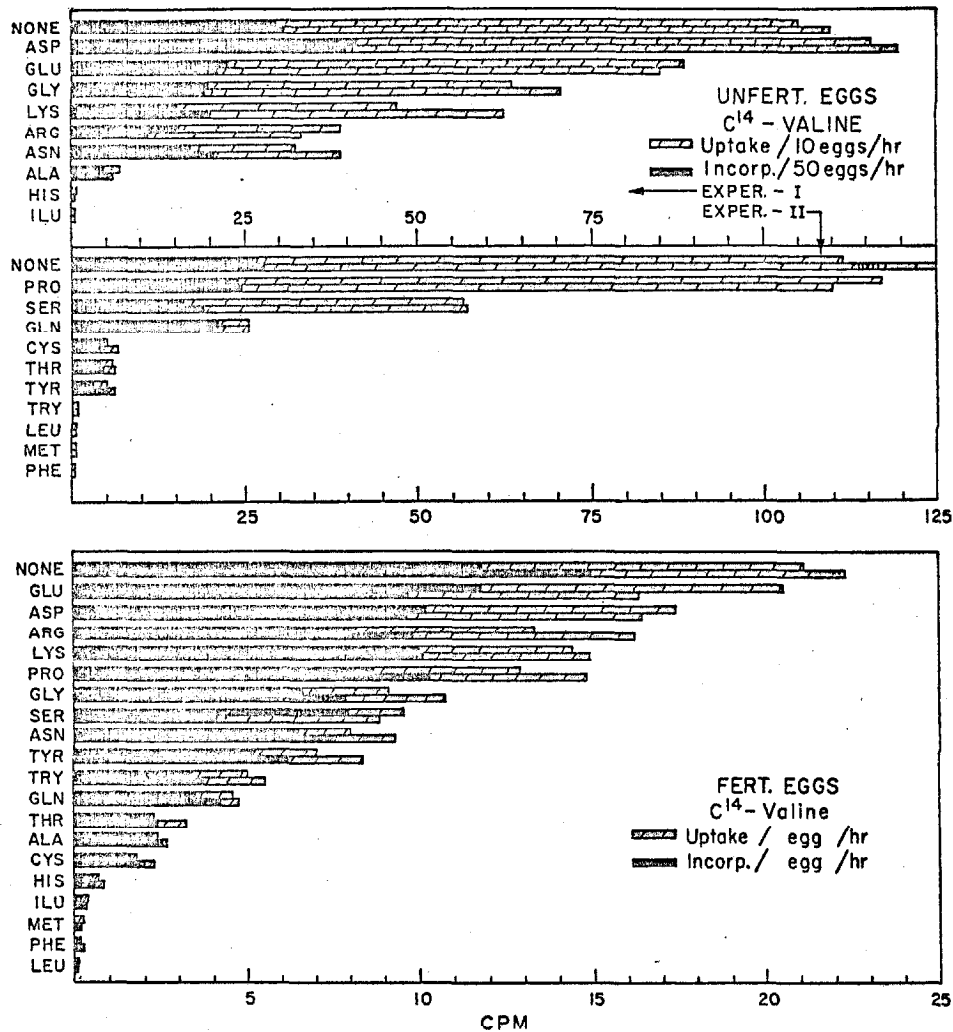 NONE
ASP
GLU
GLY
LYS
ARG
ASN
ALA
HIS
ILU
UNFERT. EGGS
C14 - VALINE
Uptake / 10 eggs/hr
Incorp. / 50 eggs/hr
EXPER. - I
EXPER. - II
25 50 75
NONE
PRO
SER
GLN
CYS
THR
TYR
TRY
LEU
MET
PHE
25 50 75 100 125
NONE
GLU
ASP
ARG
LYS
PRO
GLY
SER
ASN
TYR
TRY
GLN
THR
ALA
CYS
HIS
ILU
MET
PHE
LEU
FERT. EGGS
C14 - Valine
Uptake / egg /hr
Incorp. / egg /hr
5 10 15 20 25
CPM